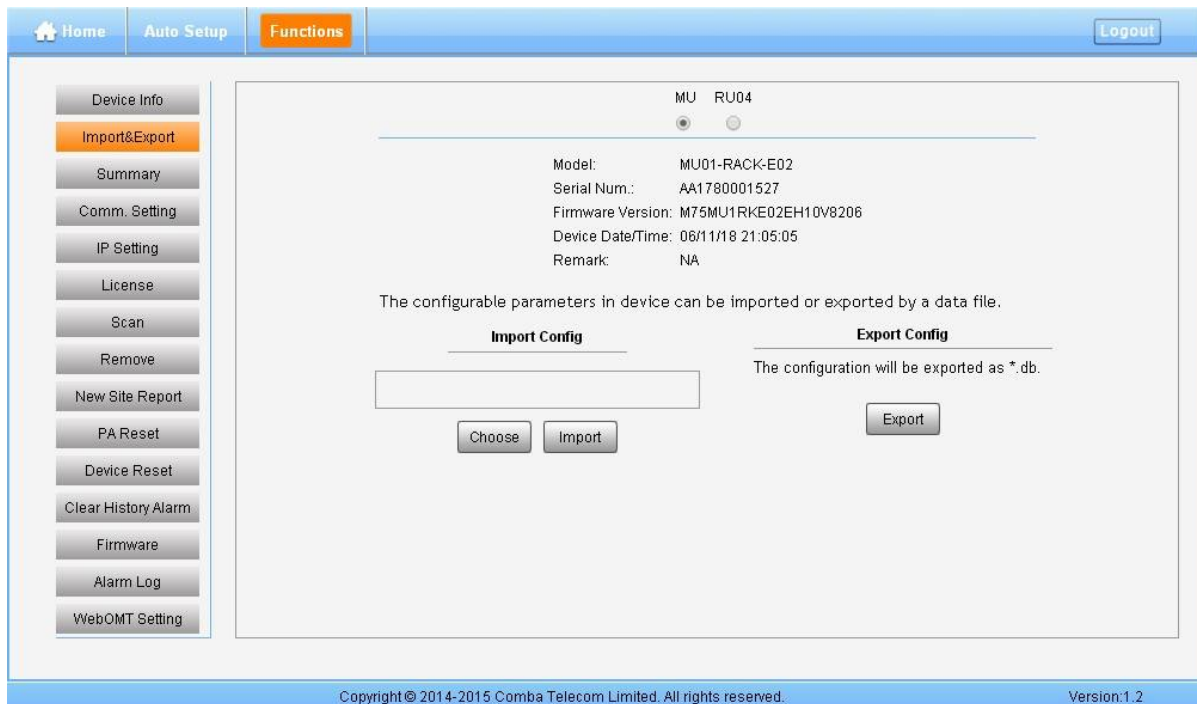 Home
Auto Setup
Functions
Logout
Device Info
Import&Export
Summary
Comm. Setting
IP Setting
License
Scan
Remove
New Site Report
PA Reset
Device Reset
Clear History Alarm
Firmware
Alarm Log
WebOMT Setting
MU RU04
Model: MU01-RACK-E02
Serial Num.: AA1780001527
Firmware Version: M75MU1RKE02EH10V8206
Device Date/Time: 06/11/18 21:05:05
Remark: NA
The configurable parameters in device can be imported or exported by a data file.
Import Config
Choose
Import
Export Config
The configuration will be exported as *.db.
Export
Copyright© 2014-2015 Comba Telecom Limited. All rights reserved.
Version:1.2